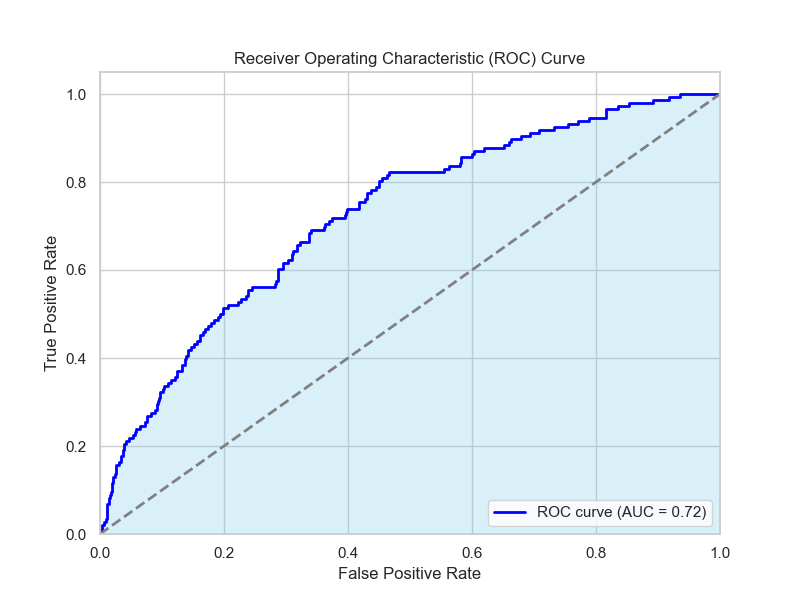 Receiver Operating Characteristic (ROC) Curve
True Positive Rate
1.0
0.8
0.6
0.4
0.2
0.0
0.0 0.2 0.4 0.6 0.8 1.0
False Positive Rate
ROC curve (AUC = 0.72)